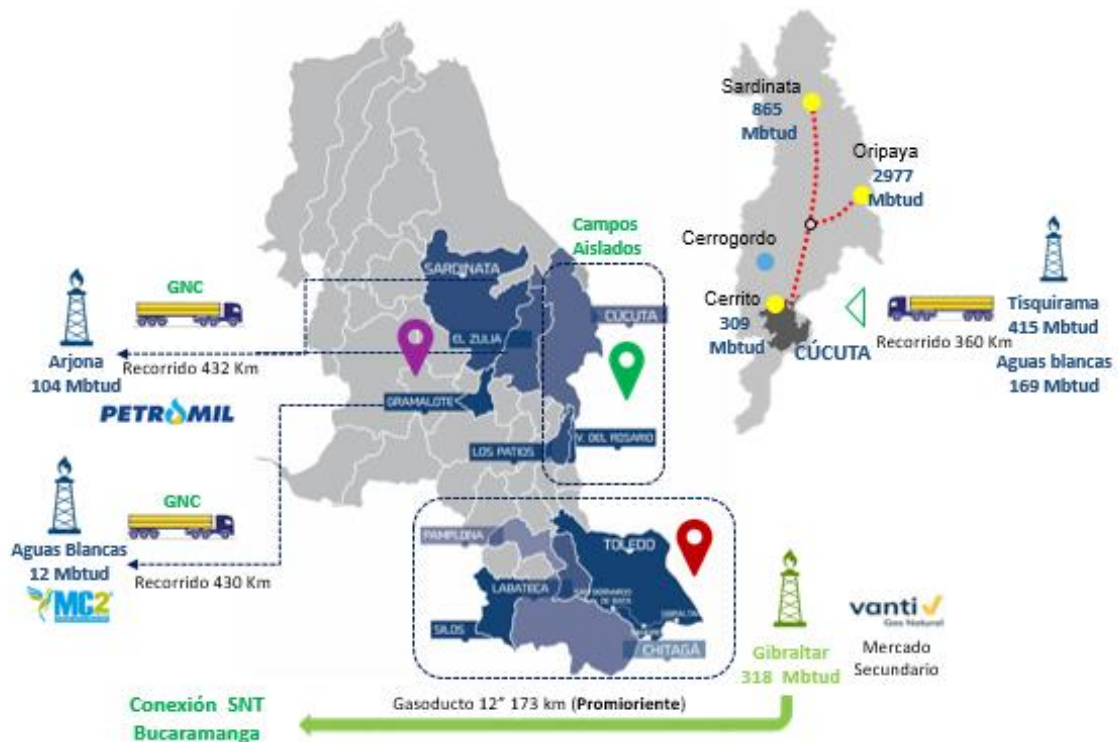 Sardinata
865
Mbtud
Oripaya
2977
Mbtud
Campos
Aislados
Cerrogordo
SARDINATA
GNC
CÚCUTA
Cerrito
309
Mbtud
CÚCUTA
Recorrido 360 Km
Tisquirama
415 Mbtud
Aguas blancas
169 Mbtud
EL ZULIA
Arjona
104 Mbtud
Recorrido 432 Km
PETROMIL
GRAMALOTE
LOS PATIOS
V. DEL ROSARIO
GNC
Aguas Blancas
12 Mbtud
Recorrido 430 Km
MC2
PAMPLONA
TOLEDO
LABATECA
SILOS
CHITAGÁ
vanti
Gas Natural
Mercado
Secundario
Gibraltar
318 Mbtud
Conexión SNT
Bucaramanga
Gasoducto 12" 173 km (Promioriente)